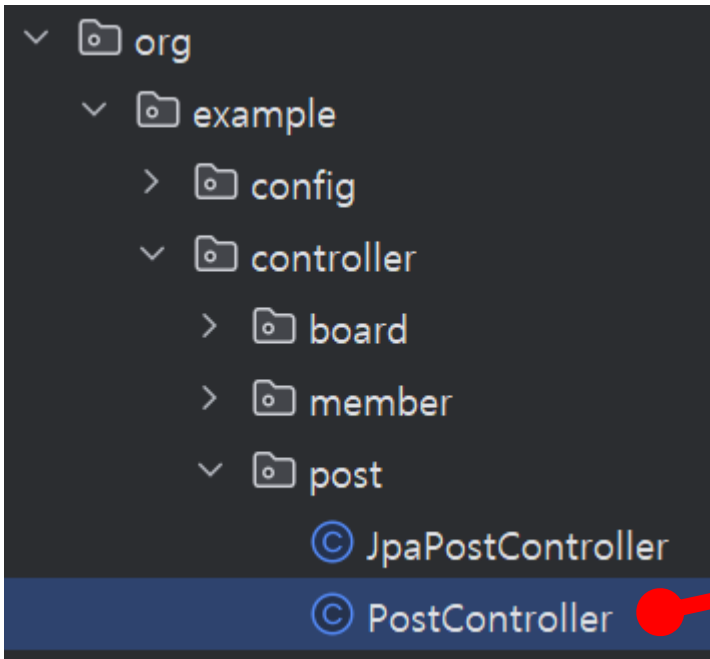 org
example
config
controller
board
member
post
JpaPostController
PostController